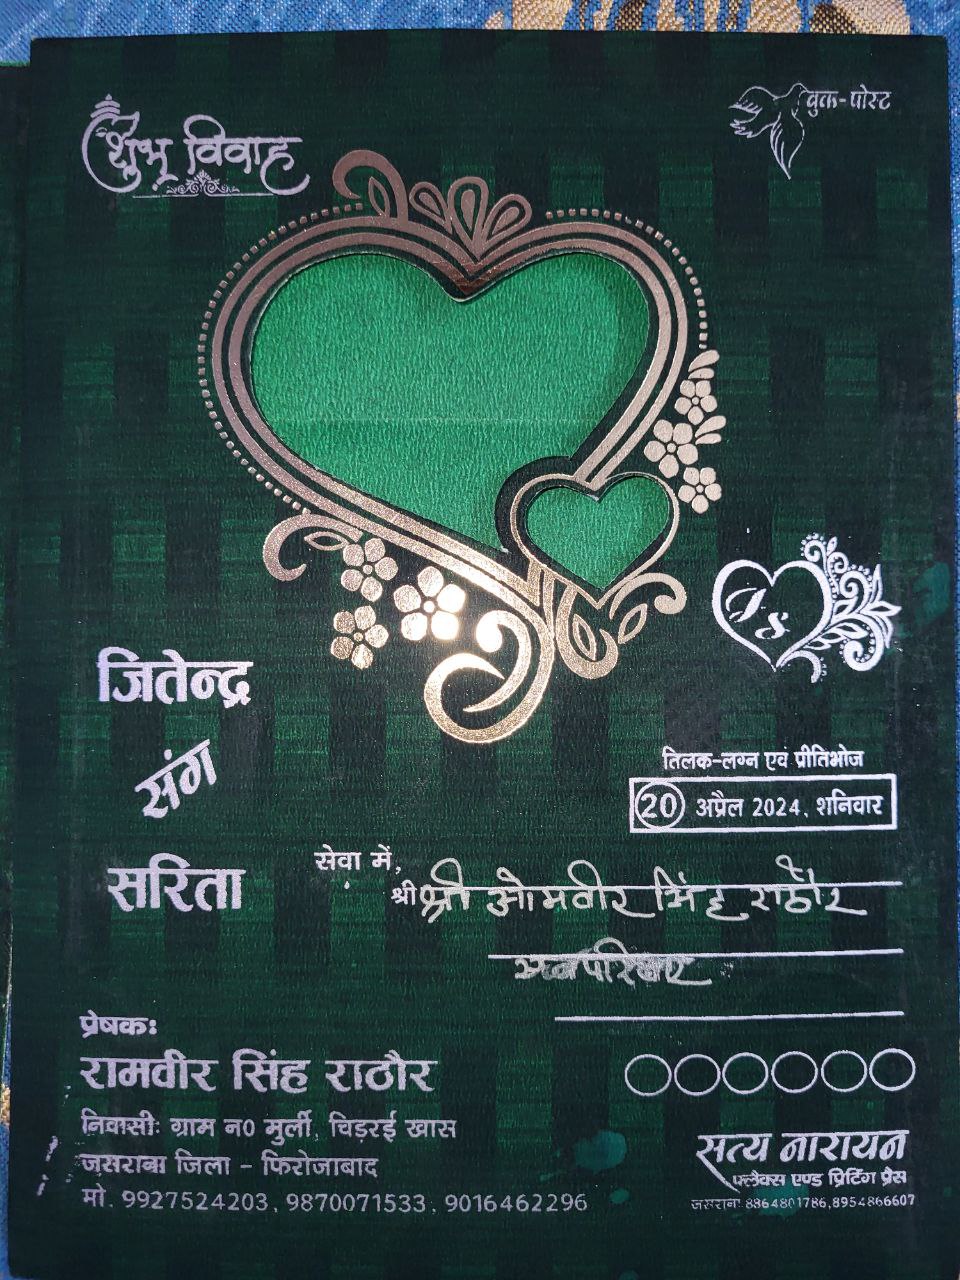 शुभ विवाह
बुक-पोस्ट
J S
जितेन्द्र
संग
सरिता
तिलक-लग्न एवं प्रीतिभोज
20 अप्रैल 2024, शनिवार
सेवा में,
श्री श्री ओमवीर सिंह राठौर
प्रेषकः
रामवीर सिंह राठौर
निवासीः ग्राम न0 मुर्ली, चिड़रई खास
जसराना जिला - फिरोजाबाद
मो. 9927524203, 9870071533, 9016462296
सत्य नारायन
फ्लैक्स एण्ड प्रिटिंग प्रेस
जसराना 8864801786,8954866607